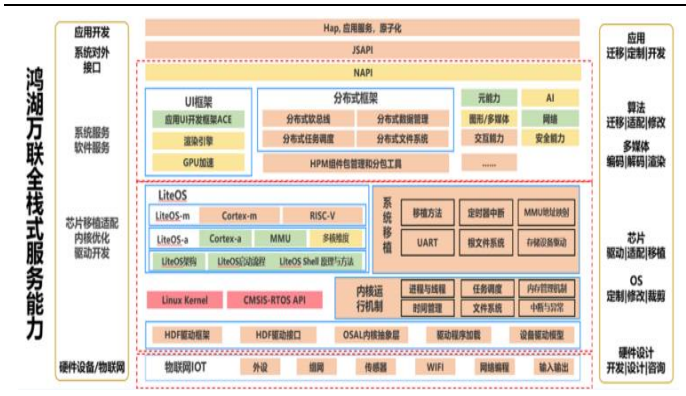 鸿湖万联全栈式服务能力
应用开发
系统对外
接口
系统服务
软件服务
芯片移植适配
内核优化
驱动开发
硬件设备/物联网
Hap, 应用服务，原子化
JSAPI
NAPI
UI框架
应用UI开发框架ACE
渲染引擎
GPU加速
分布式框架
分布式软总线
分布式数据管理
分布式任务调度
分布式文件系统
HPM组件包管理和分包工具
元能力
AI
图形/多媒体
网络
交互能力
安全能力
......
LiteOS
LiteOS-m
Cortex-m
RISC-V
LiteOS-a
Cortex-a
MMU
多核维度
LiteOS架构
LiteOS启动流程
LiteOS Shell 原理与方法
系统移植
移植方法
定时器中断
MMU地址映射
UART
根文件系统
存储设备驱动
Linux Kernel
CMSIS-RTOS API
内核运
行机制
进程与线程
任务调度
内存管理机制
时间管理
文件系统
中断与异常
HDF驱动框架
HDF驱动接口
OSAL内核抽象层
驱动程序加载
设备驱动模型
物联网IOT
外设
组网
传感器
WIFI
网络编程
输入输出
应用
迁移|定制|开发
算法
迁移|适配|修改
多媒体
编码|解码|渲染
芯片
驱动|适配|移植
OS
定制|修改|裁剪
硬件设计
开发|设计|咨询